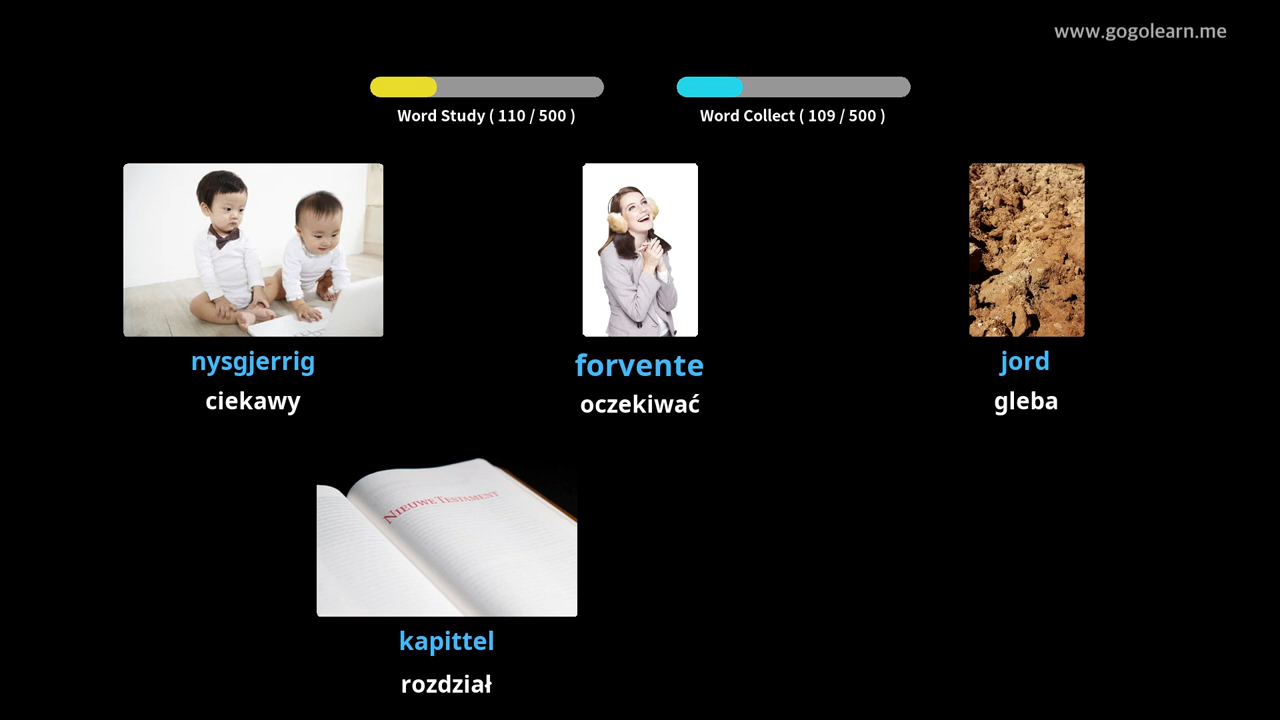 www.gogolearn.me
Word Study ( 110 / 500 )
Word Collect ( 109 / 500 )
nysgjerrig
ciekawy
forvente
oczekiwać
jord
gleba
NIEUWE TESTAMENT
kapittel
rozdział